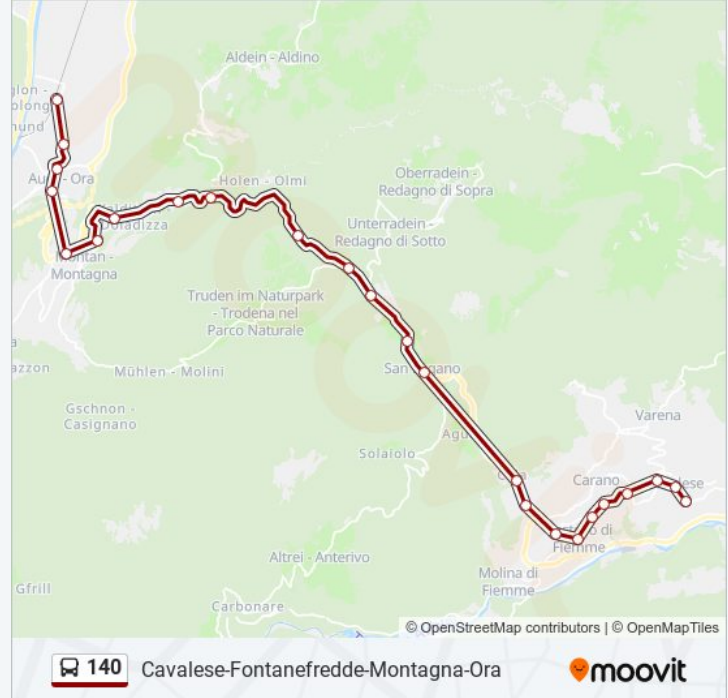 Aldein - Aldino
Holen - Olmi
Oberradein -
Redagno di Sopra
Unterradein -
Redagno di Sotto
Montagna
Truden im Naturpark
- Trodena nel
Parco Naturale
Mühlen - Molini
Gschnon -
Casignano
Solaiolo
Varena
Carano
Fiemme
Altrei - Anterivo
Molina di
Fiemme
Gfrill
Carbonare
© OpenStreetMap contributors | © OpenMapTiles
140 Cavalese-Fontanefredde-Montagna-Ora
moovit